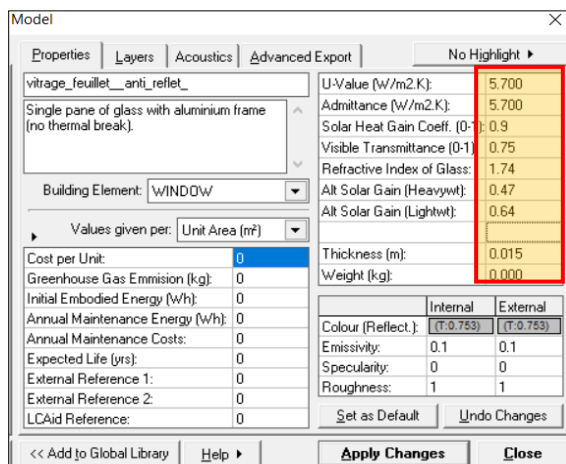 Model
Properties Layers Acoustics Advanced Export No Highlight
vitrage_feuillet__anti_reflet_
Single pane of glass with aluminium frame
(no thermal break).
Building Element: WINDOW
Values given per: Unit Area (m²)
Cost per Unit: 0
Greenhouse Gas Emmision (kg): 0
Initial Embodied Energy (Wh): 0
Annual Maintenance Energy (Wh): 0
Annual Maintenance Costs: 0
Expected Life (yrs): 0
External Reference 1: 0
External Reference 2: 0
LCAid Reference: 0
U-Value (W/m2.K): 5.700
Admittance (W/m2.K): 5.700
Solar Heat Gain Coeff. (0-1): 0.9
Visible Transmittance (0-1) 0.75
Refractive Index of Glass: 1.74
Alt Solar Gain (Heavywt): 0.47
Alt Solar Gain (Lightwt): 0.64
Thickness (m): 0.015
Weight (kg): 0.000
Internal External
Colour (Reflect.): (T:0.753) (T:0.753)
Emissivity: 0.1 0.1
Specularity: 0 0
Roughness: 1 1
Set as Default Undo Changes
<< Add to Global Library Help Apply Changes Close